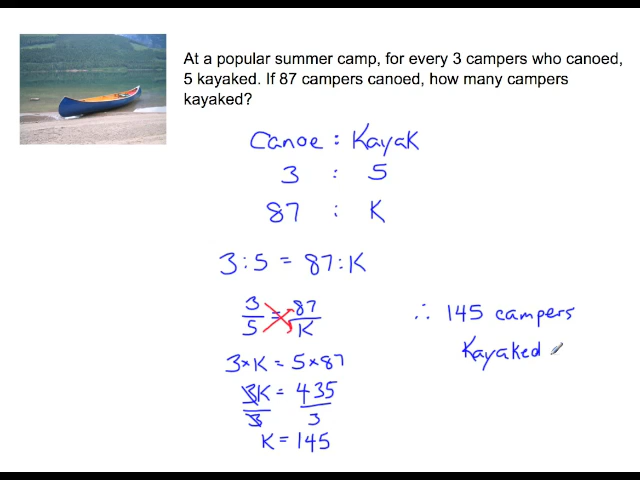 At a popular summer camp, for every 3 campers who canoed,
5 kayaked. If 87 campers canoed, how many campers
kayaked?
Canoe : Kayak
3 : 5
87 : K
3:5 = 87:K
3/5 = 87/K
3×K = 5×87
3K/3 = 435/3
K = 145
∴ 145 campers
Kayaked